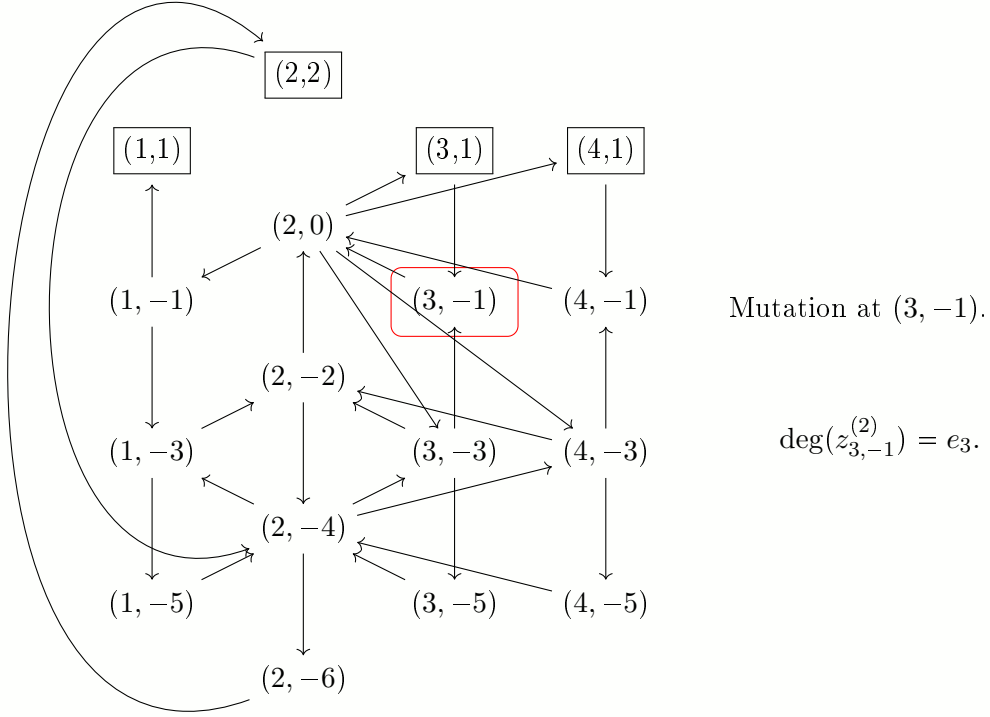 (2,2)
(1,1) (3,1) (4,1)
(2, 0)
(1, −1) (3, −1) (4, −1) Mutation at (3, −1).
(2, −2)
deg(z_{3,−1}^{(2)}) = e_3.
(1, −3) (3, −3) (4, −3)
(2, −4)
(1, −5) (3, −5) (4, −5)
(2, −6)